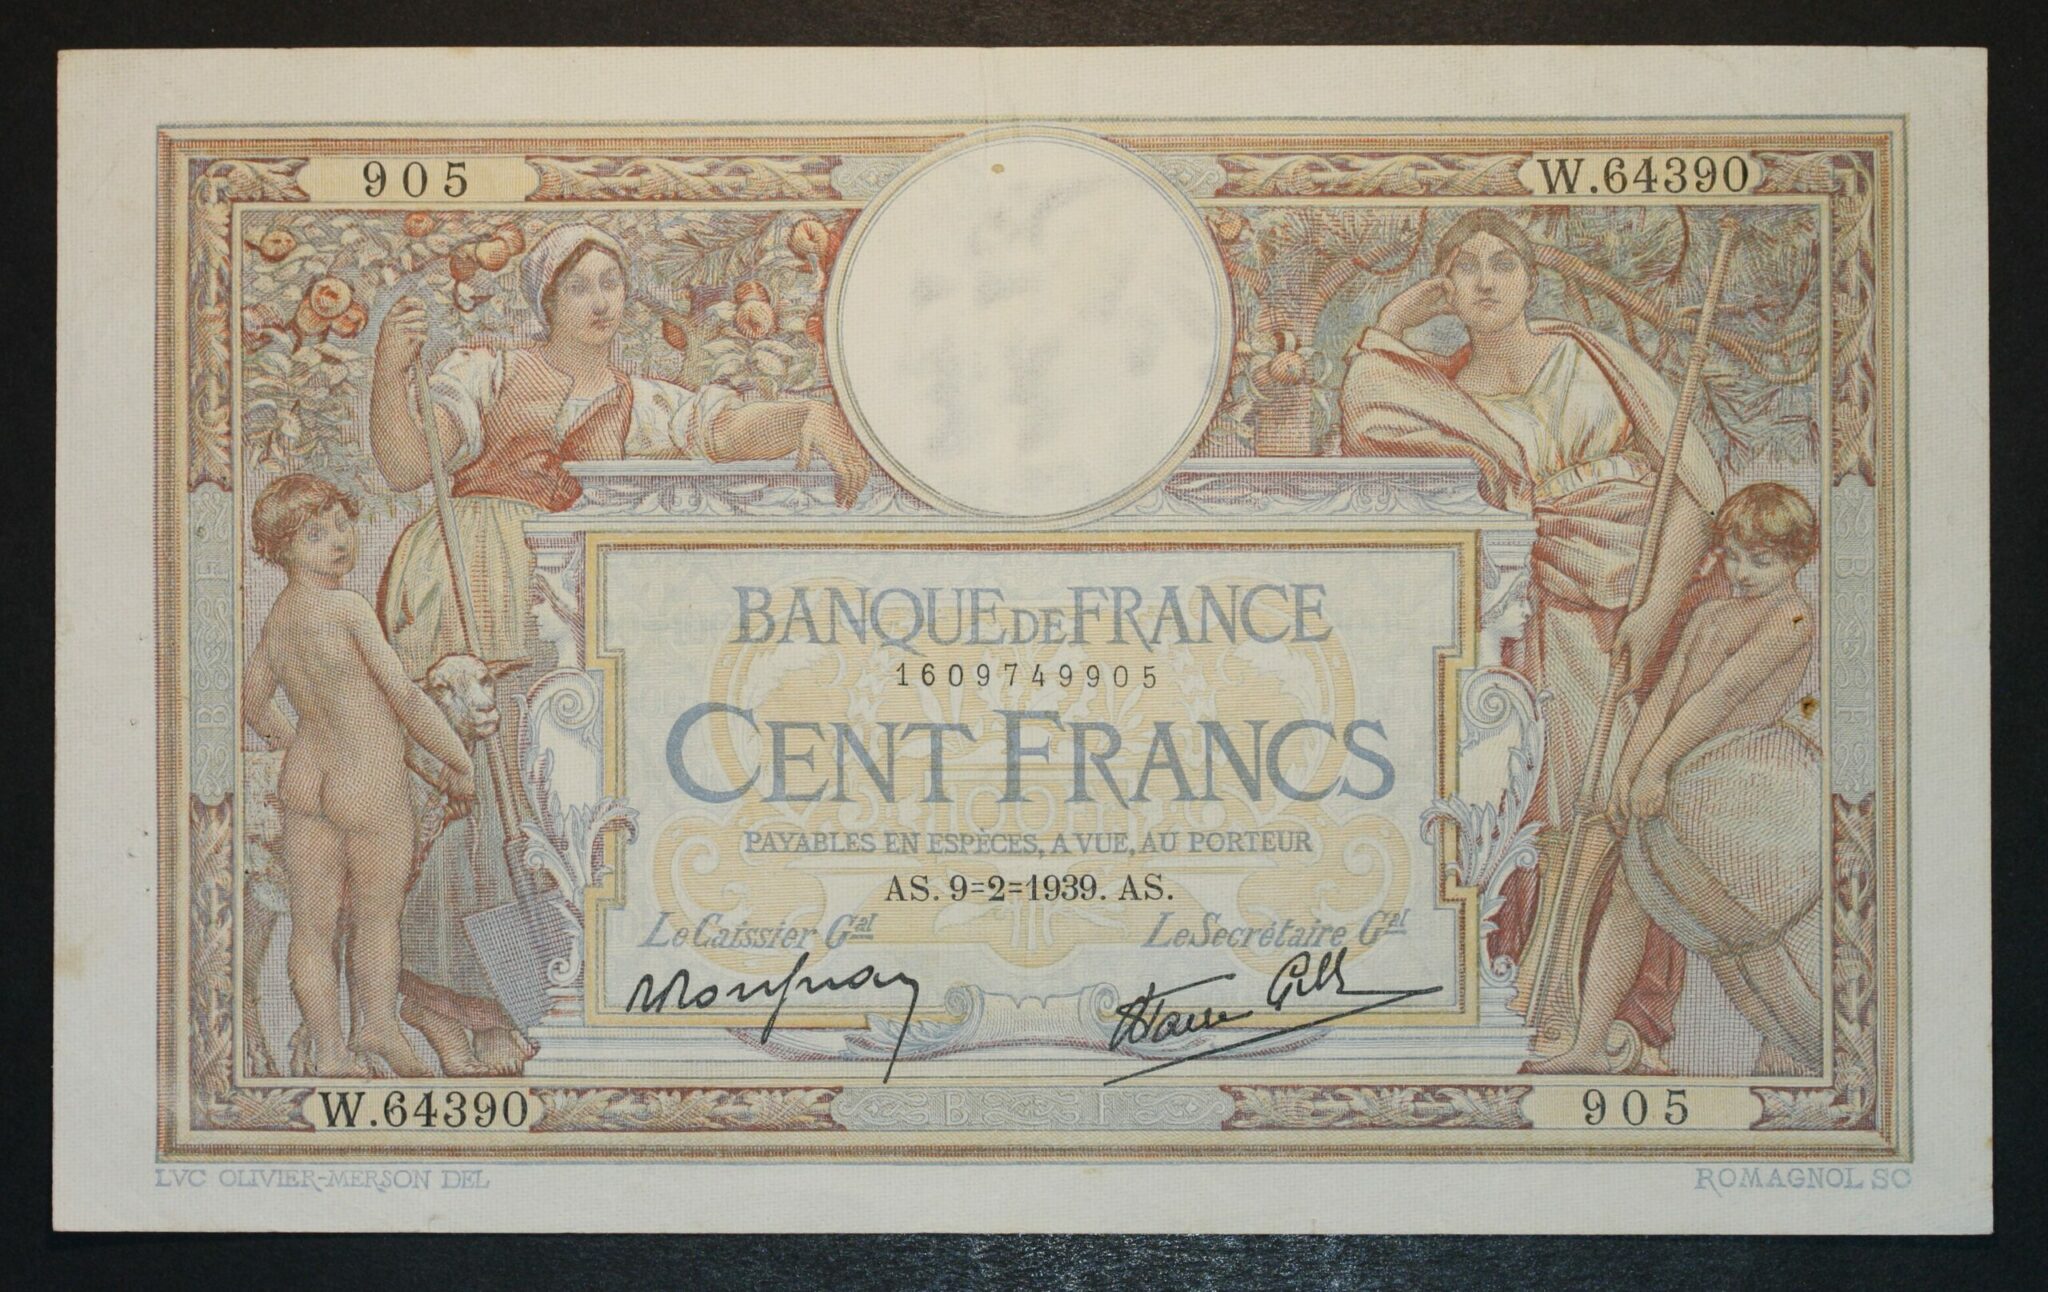 905 W.64390
BANQUE DE FRANCE
1609749905
CENT FRANCS
PAYABLES EN ESPÈCES, A VUE, AU PORTEUR
AS. 9=2=1939. AS.
Le Caissier Gal Le Secrétaire Gal
W.64390 B F 905
LVC OLIVIER-MERSON DEL ROMAGNOL SC